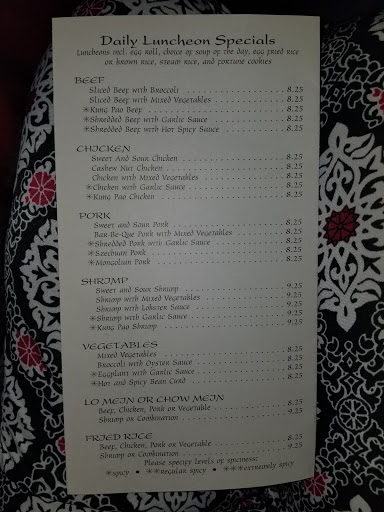 Daily Luncheon Specials
Luncheons incl. egg roll, choice of soup of the day, egg fried rice
or brown rice, steam rice, and fortune cookies
BEEF
Sliced Beef with Broccoli . . . . . . . . . . . . . . . . . . 8.25
Sliced Beef with Mixed Vegetables . . . . . . . . . . . . 8.25
*Kung Pao Beef . . . . . . . . . . . . . . . . . . . . . . . . 8.25
*Shredded Beef with Garlic Sauce . . . . . . . . . . . . 8.25
*Shredded Beef with Hot Spicy Sauce . . . . . . . . . . 8.25
CHICKEN
Sweet And Sour Chicken . . . . . . . . . . . . . . . . . . 8.25
Cashew Nut Chicken . . . . . . . . . . . . . . . . . . . . . 8.25
Chicken with Mixed Vegetables . . . . . . . . . . . . . . 8.25
*Chicken with Garlic Sauce . . . . . . . . . . . . . . . . . 8.25
*Kung Pao Chicken . . . . . . . . . . . . . . . . . . . . . . 8.25
PORK
Sweet and Sour Pork . . . . . . . . . . . . . . . . . . . . . 8.25
Bar-Be-Que Pork with Mixed Vegetables . . . . . . . . 8.25
*Shredded Pork with Garlic Sauce . . . . . . . . . . . . 8.25
*Szechuan Pork . . . . . . . . . . . . . . . . . . . . . . . . 8.25
*Mongolian Pork . . . . . . . . . . . . . . . . . . . . . . . 8.25
SHRIMP
Sweet and Sour Shrimp . . . . . . . . . . . . . . . . . . . 9.25
Shrimp with Mixed Vegetables . . . . . . . . . . . . . . . 9.25
Shrimp with Lobster Sauce . . . . . . . . . . . . . . . . . 9.25
*Shrimp with Garlic Sauce . . . . . . . . . . . . . . . . . 9.25
*Kung Pao Shrimp . . . . . . . . . . . . . . . . . . . . . . 9.25
VEGETABLES
Mixed Vegetables . . . . . . . . . . . . . . . . . . . . . . . 8.25
Broccoli with Oyster Sauce . . . . . . . . . . . . . . . . . 8.25
*Eggplant with Garlic Sauce . . . . . . . . . . . . . . . . 8.25
*Hot and Spicy Bean Curd . . . . . . . . . . . . . . . . . 8.25
LO MEIN OR CHOW MEIN
Beef, Chicken, Pork or Vegetable . . . . . . . . . . . . . 8.25
Shrimp or Combination . . . . . . . . . . . . . . . . . . . 9.25
FRIED RICE
Beef, Chicken, Pork or Vegetable . . . . . . . . . . . . . 8.25
Shrimp or Combination . . . . . . . . . . . . . . . . . . . 9.25
Please specify levels of spiciness:
*spicy • **regular spicy • ***extremely spicy